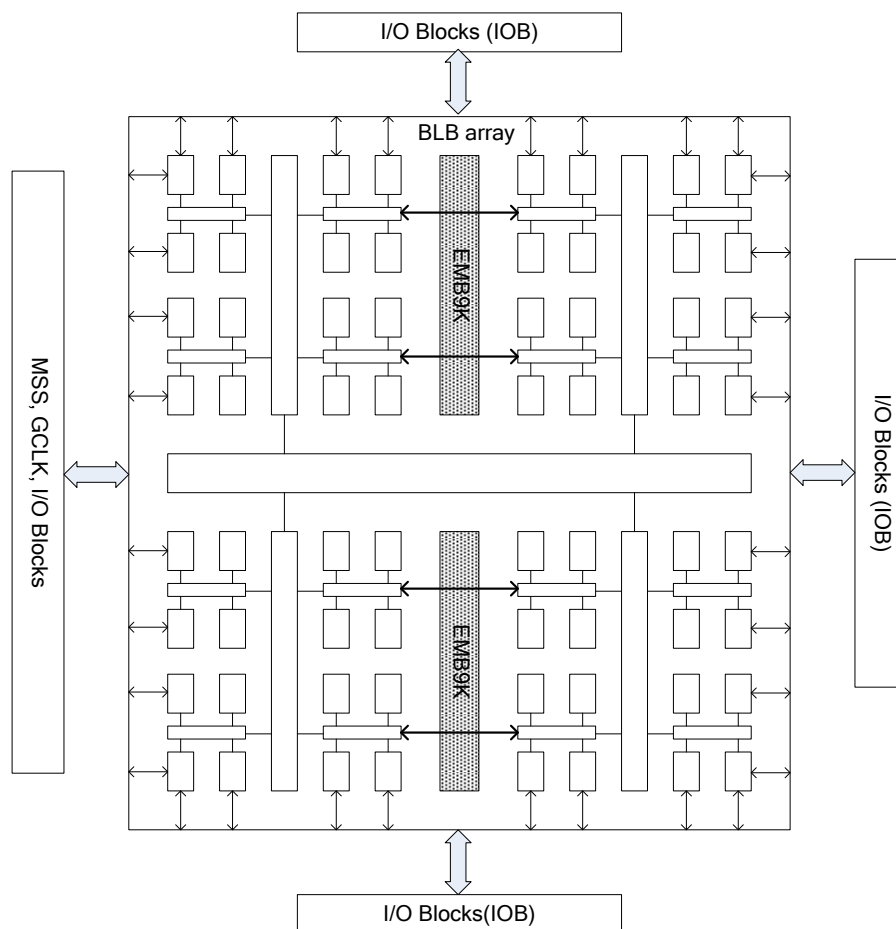 I/O Blocks (IOB)
BLB array
EMB9K
MSS, GCLK, I/O Blocks
I/O Blocks (IOB)
EMB9K
I/O Blocks(IOB)